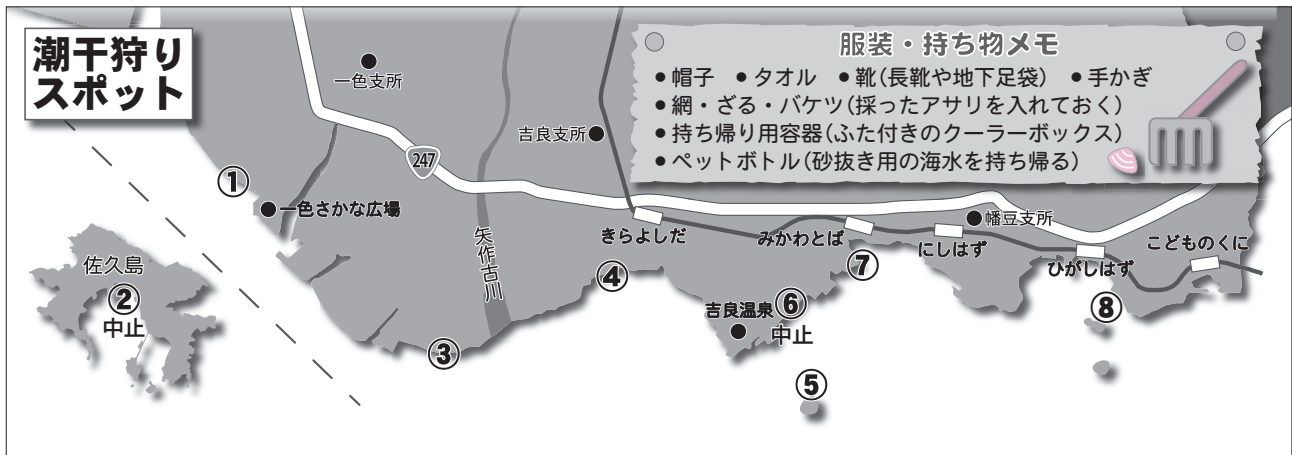 潮干狩り
スポット
服装・持ち物メモ
●帽子 ●タオル ●靴(長靴や地下足袋) ●手かぎ
●網・ざる・バケツ(採ったアサリを入れておく)
●持ち帰り用容器(ふた付きのクーラーボックス)
●ペットボトル(砂抜き用の海水を持ち帰る)
一色支所
吉良支所
247
①
一色さかな広場
矢作古川
きらよしだ
みかわとば
幡豆支所
にしはず
ひがしはず
こどものくに
佐久島
②
中止
③
④
吉良温泉
⑥
中止
⑦
⑧
⑤